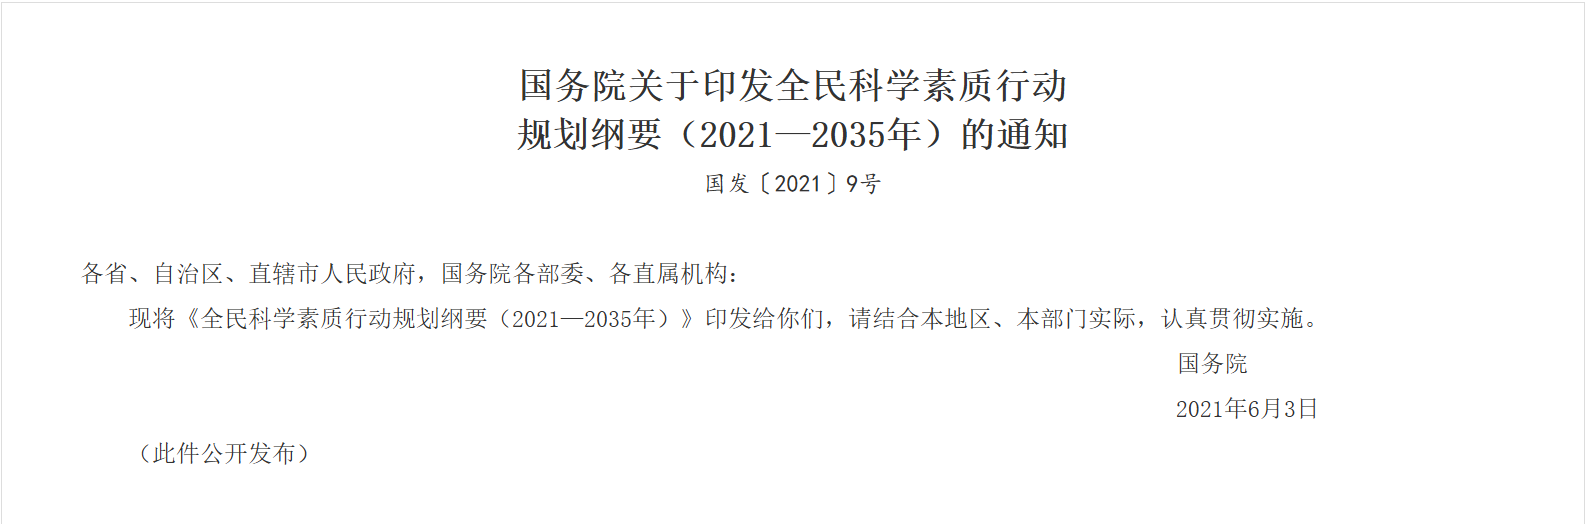 国务院关于印发全民科学素质行动
规划纲要（2021—2035年）的通知
国发〔2021〕9号
各省、自治区、直辖市人民政府，国务院各部委、各直属机构：
现将《全民科学素质行动规划纲要（2021—2035年）》印发给你们，请结合本地区、本部门实际，认真贯彻实施。
国务院
2021年6月3日
（此件公开发布）